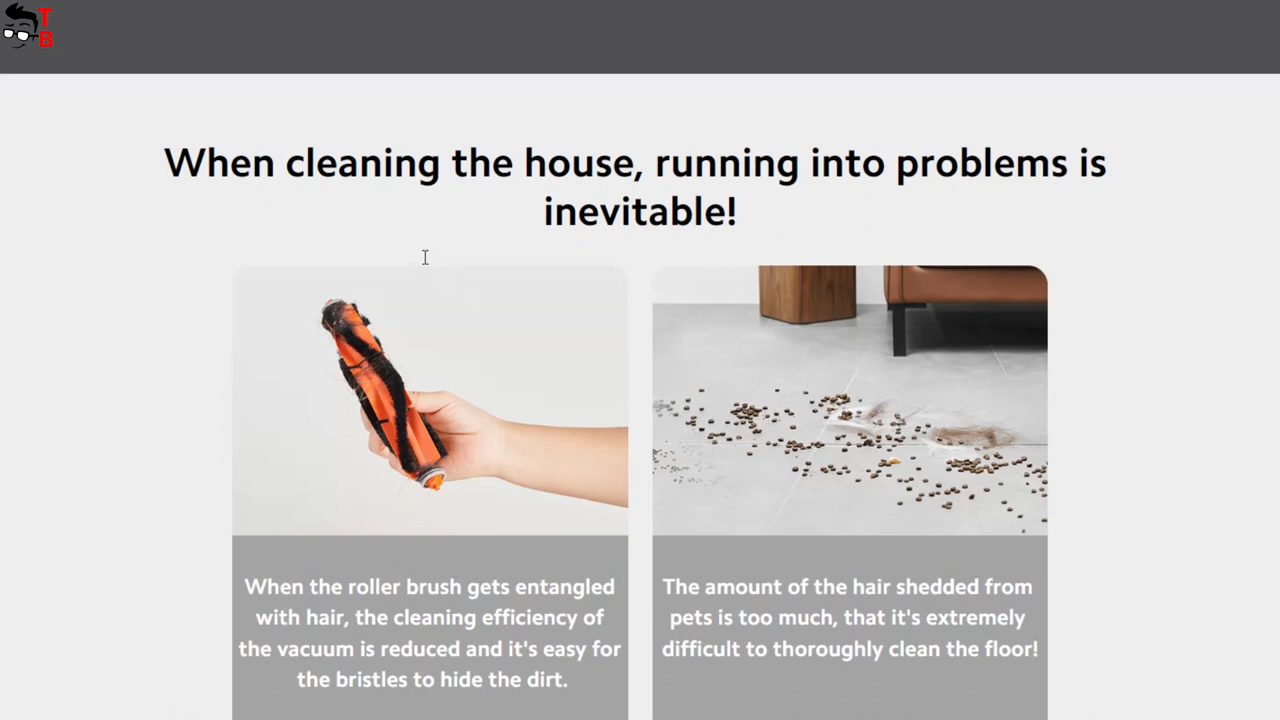 T
B
When cleaning the house, running into problems is
inevitable!
When the roller brush gets entangled
with hair, the cleaning efficiency of
the vacuum is reduced and it's easy for
the bristles to hide the dirt.
The amount of the hair shedded from
pets is too much, that it's extremely
difficult to thoroughly clean the floor!